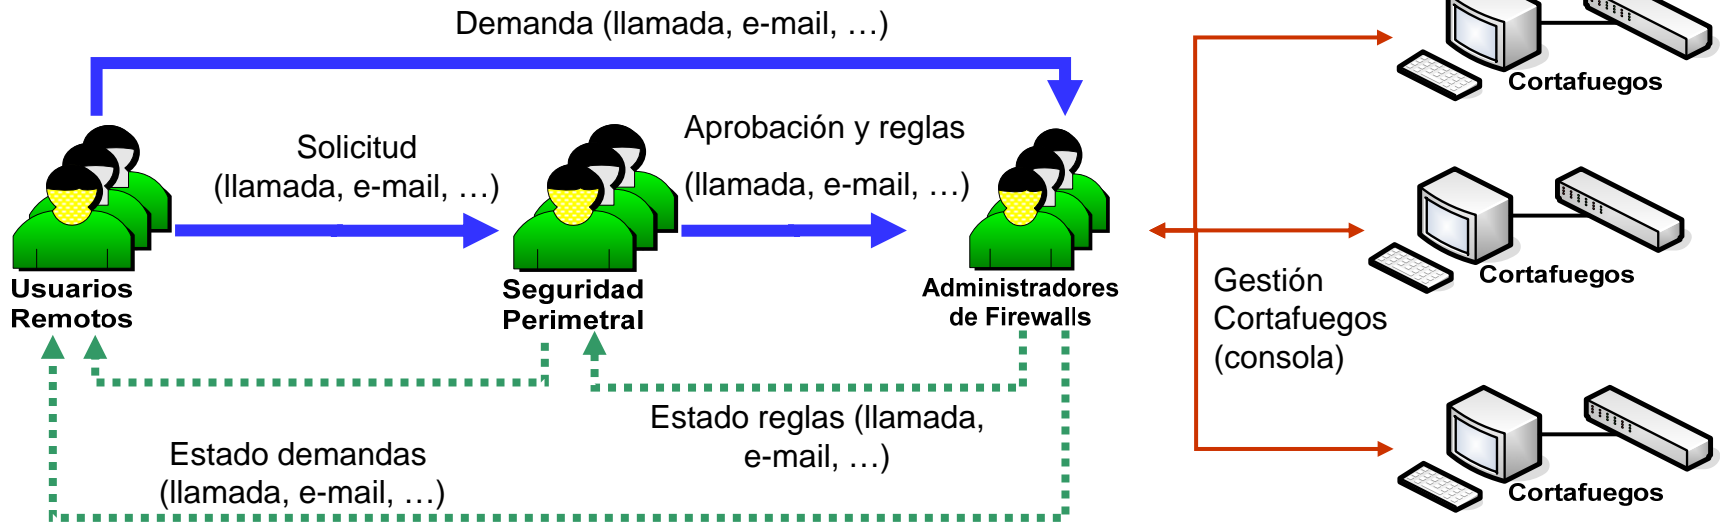 Demanda (llamada, e-mail, …)
Solicitud
(llamada, e-mail, …)
Aprobación y reglas
(llamada, e-mail, …)
Usuarios
Remotos
Seguridad
Perimetral
Administradores
de Firewalls
Gestión
Cortafuegos
(consola)
Cortafuegos
Cortafuegos
Cortafuegos
Estado reglas (llamada,
e-mail, …)
Estado demandas
(llamada, e-mail, …)